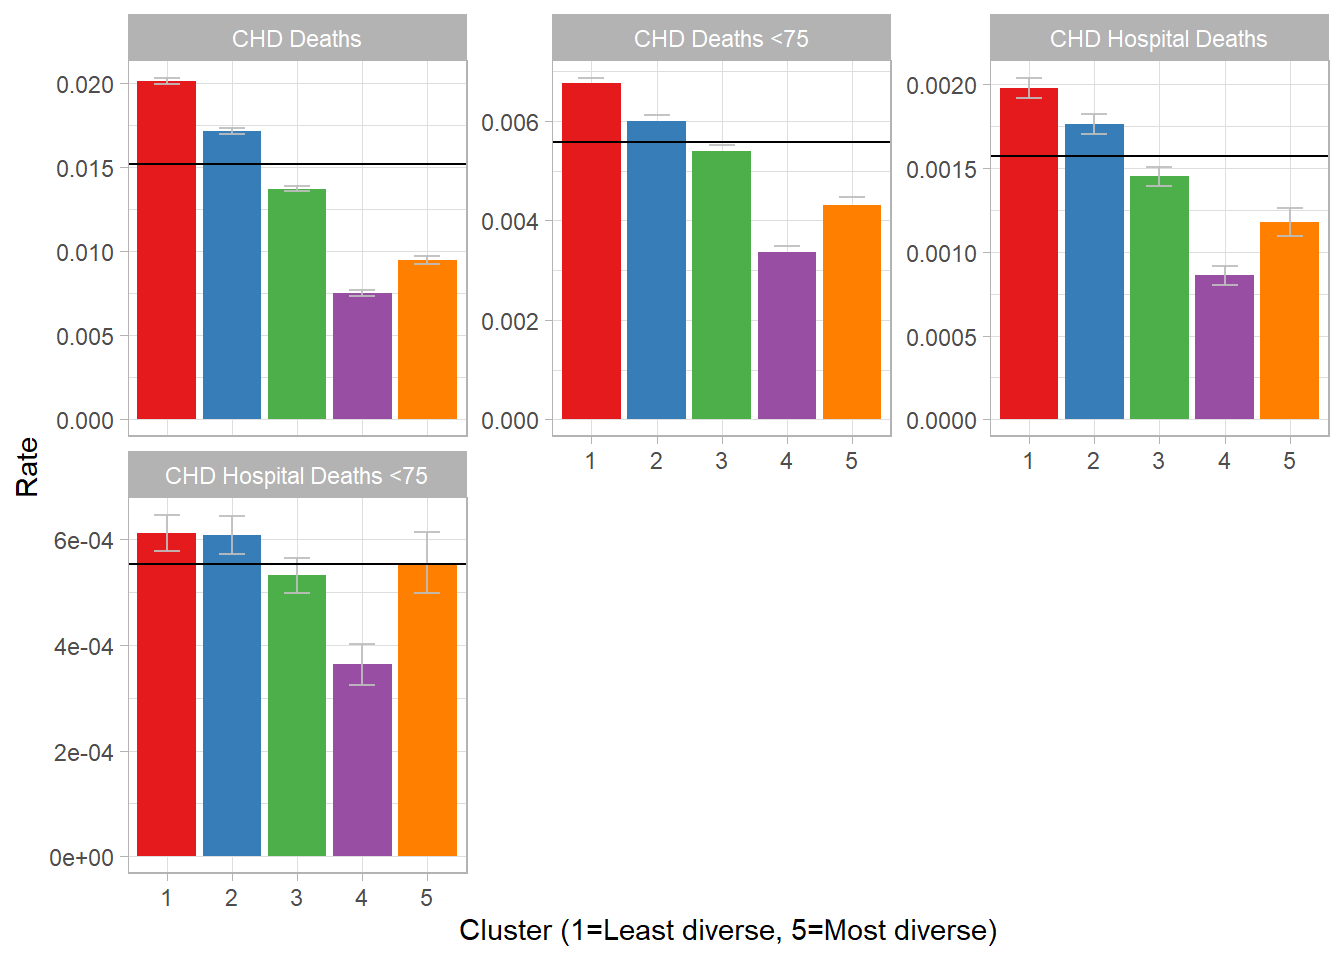 CHD Deaths
CHD Deaths <75
CHD Hospital Deaths
0.020
0.015
0.010
0.005
0.000
0.006
0.004
0.002
0.000
1 2 3 4 5
0.0020
0.0015
0.0010
0.0005
0.0000
1 2 3 4 5
Rate
CHD Hospital Deaths <75
6e-04
4e-04
2e-04
0e+00
1 2 3 4 5
Cluster (1=Least diverse, 5=Most diverse)